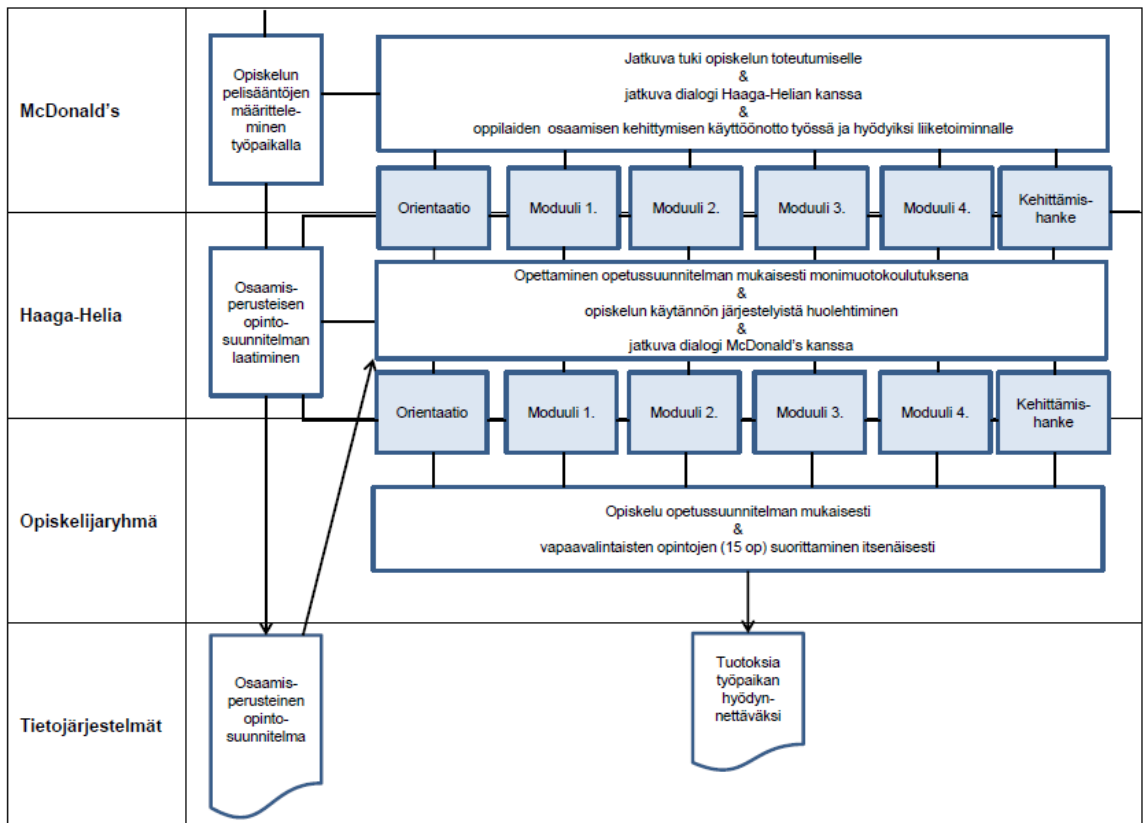 McDonald's
Opiskelun
pelisääntöjen
määrittele-
minen
työpaikalla
Jatkuva tuki opiskelun toteutumiselle
&
jatkuva dialogi Haaga-Helian kanssa
&
oppilaiden osaamisen kehittymisen käyttöönotto työssä ja hyödyiksi liiketoiminnalle
Orientaatio
Moduuli 1.
Moduuli 2.
Moduuli 3.
Moduuli 4.
Kehittämis-
hanke
Haaga-Helia
Osaamis-
perusteisen
opinto-
suunnitelman
laatiminen
Opettaminen opetussuunnitelman mukaisesti monimuotokoulutuksena
&
opiskelun käytännön järjestelyistä huolehtiminen
&
jatkuva dialogi McDonald's kanssa
Orientaatio
Moduuli 1.
Moduuli 2.
Moduuli 3.
Moduuli 4.
Kehittämis-
hanke
Opiskelijaryhmä
Opiskelu opetussuunnitelman mukaisesti
&
vapaavalintaisten opintojen (15 op) suorittaminen itsenäisesti
Tietojärjestelmät
Osaamis-
perusteinen
opinto-
suunnitelma
Tuotoksia
työpaikan
hyödyn-
nettäväksi